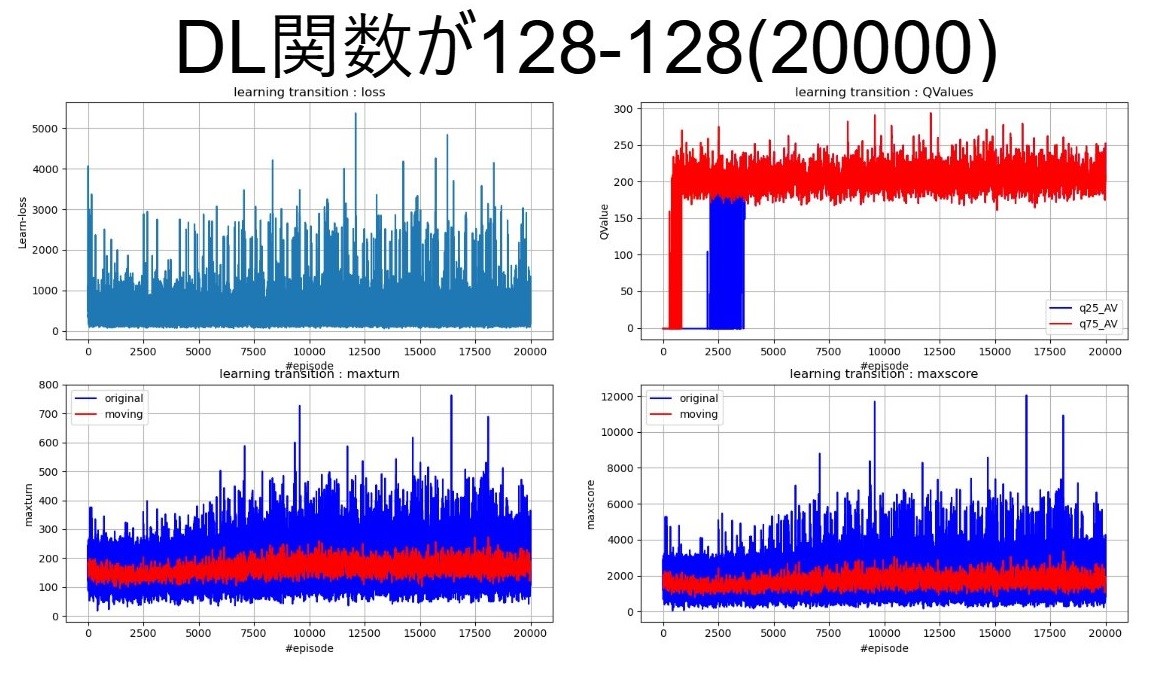 DL関数が128-128(20000)
learning transition : loss
Learn-loss
5000
4000
3000
2000
1000
0
0 2500 5000 7500 10000 12500 15000 17500 20000
#episode
learning transition : QValues
QValue
300
250
200
150
100
50
0
q25_AV
q75_AV
0 2500 5000 7500 10000 12500 15000 17500 20000
#episode
learning transition : maxturn
maxturn
800
700
600
500
400
300
200
100
0
original
moving
0 2500 5000 7500 10000 12500 15000 17500 20000
#episode
learning transition : maxscore
maxscore
12000
10000
8000
6000
4000
2000
0
original
moving
0 2500 5000 7500 10000 12500 15000 17500 20000
#episode